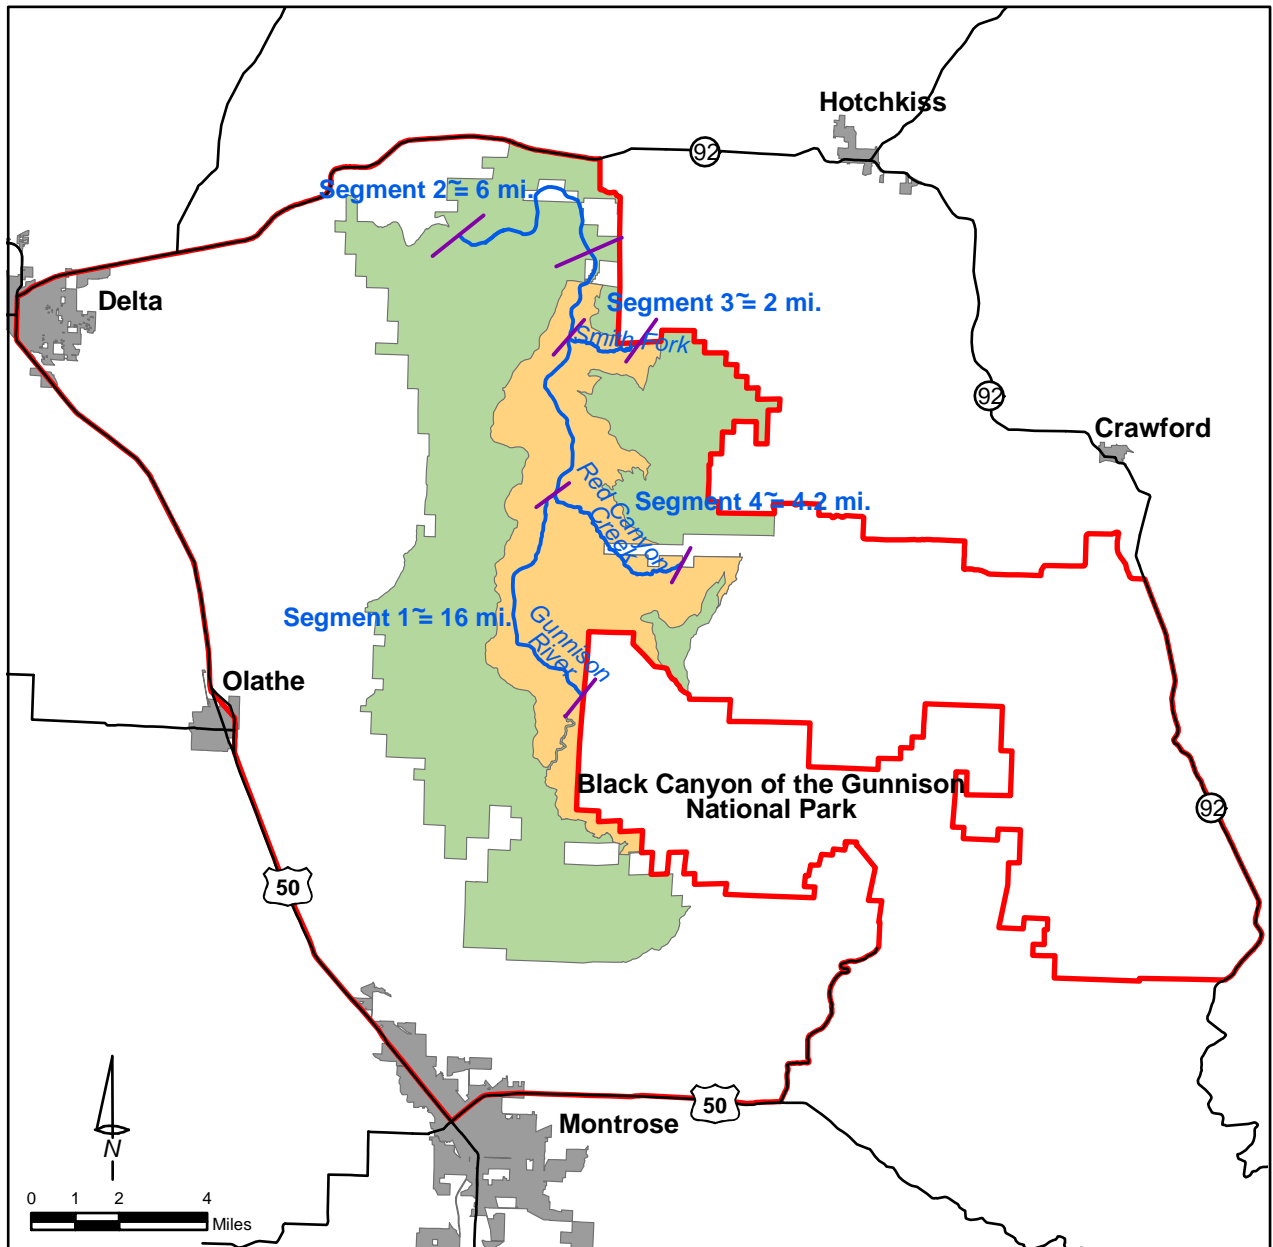 Hotchkiss
92
Segment 2 ~= 6 mi.
Delta
Segment 3 ~= 2 mi.
Smith Fork
92
Crawford
Red Canyon
Creek
Segment 4 ~= 4.2 mi.
Segment 1 ~= 16 mi.
Gunnison
River
Olathe
Black Canyon of the Gunnison
National Park
92
50
50
Montrose
N
0 1 2 4
Miles